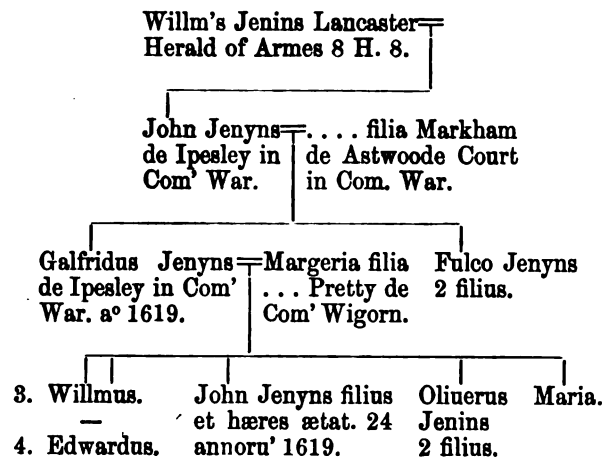 Willm's Jenins Lancaster
Herald of Armes 8 H. 8.
John Jenyns
de Ipesley in
Com' War.
.... filia Markham
de Astwoode Court
in Com. War.
Galfridus Jenyns
de Ipesley in Com'
War. aº 1619.
Margeria filia
... Pretty de
Com' Wigorn.
Fulco Jenyns
2 filius.
3. Willmus.
—
4. Edwardus.
John Jenyns filius
et hæres ætat. 24
annoru' 1619.
Oliuerus
Jenins
2 filius.
Maria.